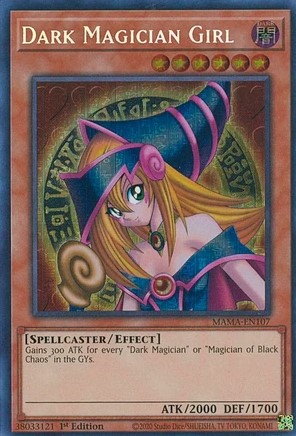 DARK MAGICIAN GIRL
MAMA-EN107
[SPELLCASTER/EFFECT]
Gains 300 ATK for every "Dark Magician" or "Magician of Black
Chaos" in the GYs.
ATK/2000 DEF/1700
38033121 1st Edition
©2020 Studio Dice/SHUEISHA, TV TOKYO, KONAMI